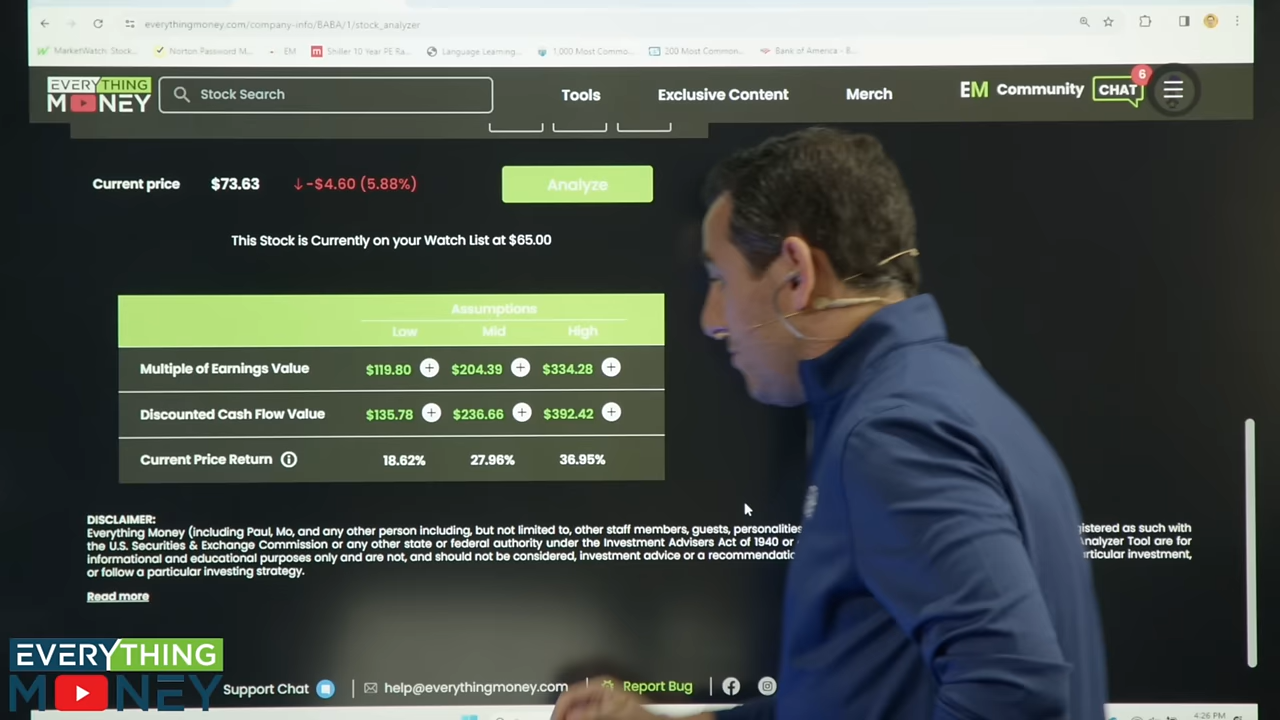 everythingmoney.com/company-info/BABA/1/stock_analyzer
MarketWatch: Stock... Norton Password M... EM Shiller 10 Year PE Ra... Language Learning... 1,000 Most Commo... 200 Most Common... Bank of America - B...
EVERYTHING MONEY
Stock Search
Tools
Exclusive Content
Merch
EM Community
CHAT
6
Current price $73.63 ↓-$4.60 (5.88%)
Analyze
This Stock is Currently on your Watch List at $65.00
Assumptions
Low Mid High
Multiple of Earnings Value $119.80 + $204.39 + $334.28 +
Discounted Cash Flow Value $135.78 + $236.66 + $392.42 +
Current Price Return 18.62% 27.96% 36.95%
DISCLAIMER:
Everything Money (including Paul, Mo, and any other person including, but not limited to, other staff members, guests, personalities gistered as such with
the U.S. Securities & Exchange Commission or any other state or federal authority under the Investment Advisers Act of 1940 or Analyzer Tool are for
informational and educational purposes only and are not, and should not be considered, investment advice or a recommendatio articular investment,
or follow a particular investing strategy.
Read more
EVERYTHING
MONEY
Support Chat | help@everythingmoney.com | Report Bug |
4:26 PM